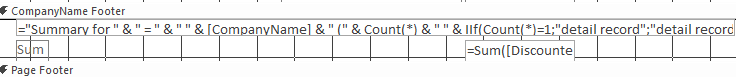 CompanyName Footer
="Summary for " & " = " & " " & [CompanyName] & " (" & Count(*) & " " & IIf(Count(*)=1;"detail record";"detail record
Sum =Sum([Discounte
Page Footer